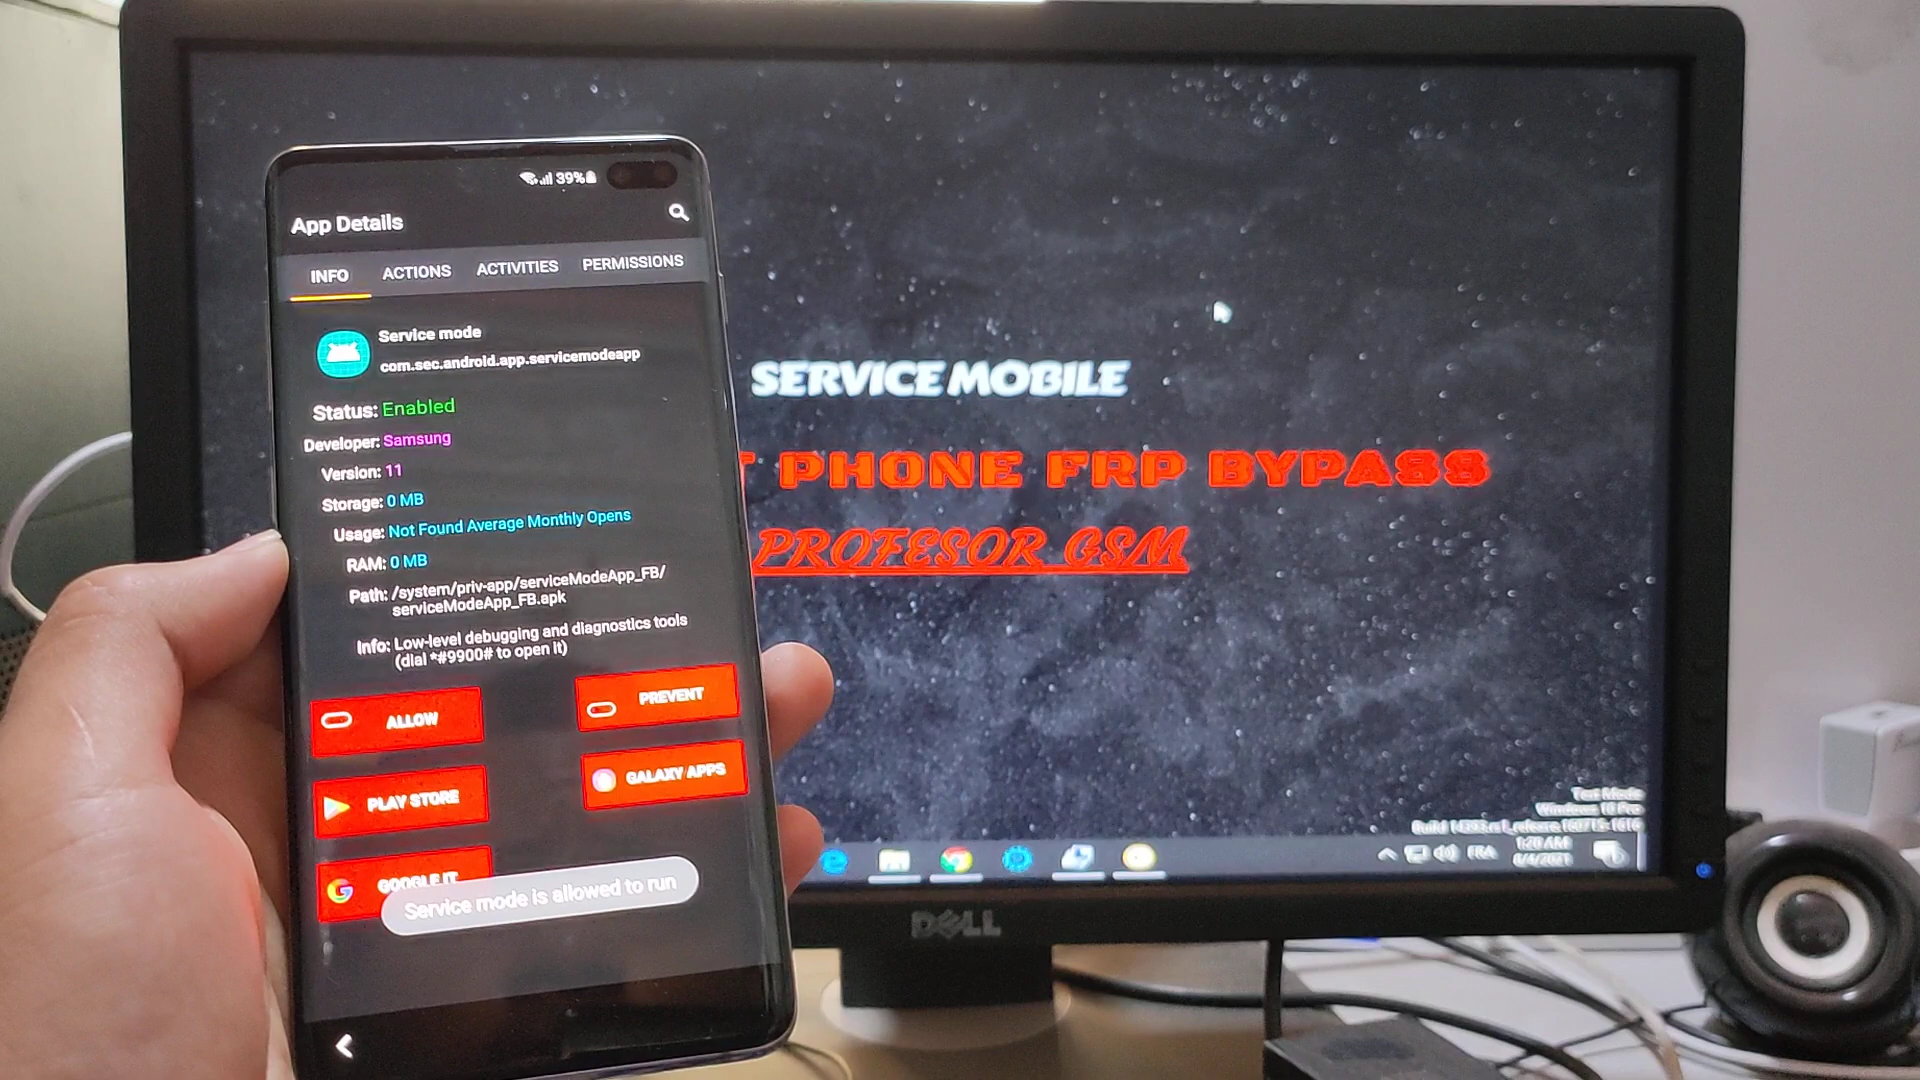 39%
App Details
INFO ACTIONS ACTIVITIES PERMISSIONS
Service mode
com.sec.android.app.servicemodeapp
Status: Enabled
Developer: Samsung
Version: 11
Storage: 0 MB
Usage: Not Found Average Monthly Opens
RAM: 0 MB
Path: /system/priv-app/serviceModeApp_FB/
serviceModeApp_FB.apk
Info: Low-level debugging and diagnostics tools
(dial *#9900# to open it)
ALLOW PREVENT
PLAY STORE GALAXY APPS
GOOGLE IT
Service mode is allowed to run
SERVICE MOBILE
T PHONE FRP BYPASS
PROFESOR GSM
Test Mode
Windows 10 Pro
FRA
1:20 AM
DELL